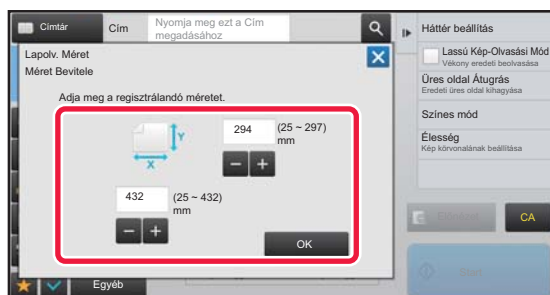 Címtár
Cím
Nyomja meg ezt a Cím
megadásához
Lapolv. Méret
Méret Bevitele
Adja meg a regisztrálandó méretet.
Y
X
294
(25 ~ 297)
mm
432
(25 ~ 432)
mm
OK
Egyéb
Háttér beállítás
Lassú Kép-Olvasási Mód
Vékony eredeti beolvasása
Üres oldal Átugrás
Eredeti üres oldal kihagyása
Színes mód
Élesség
Kép körvonalának beállítása
CA
Start